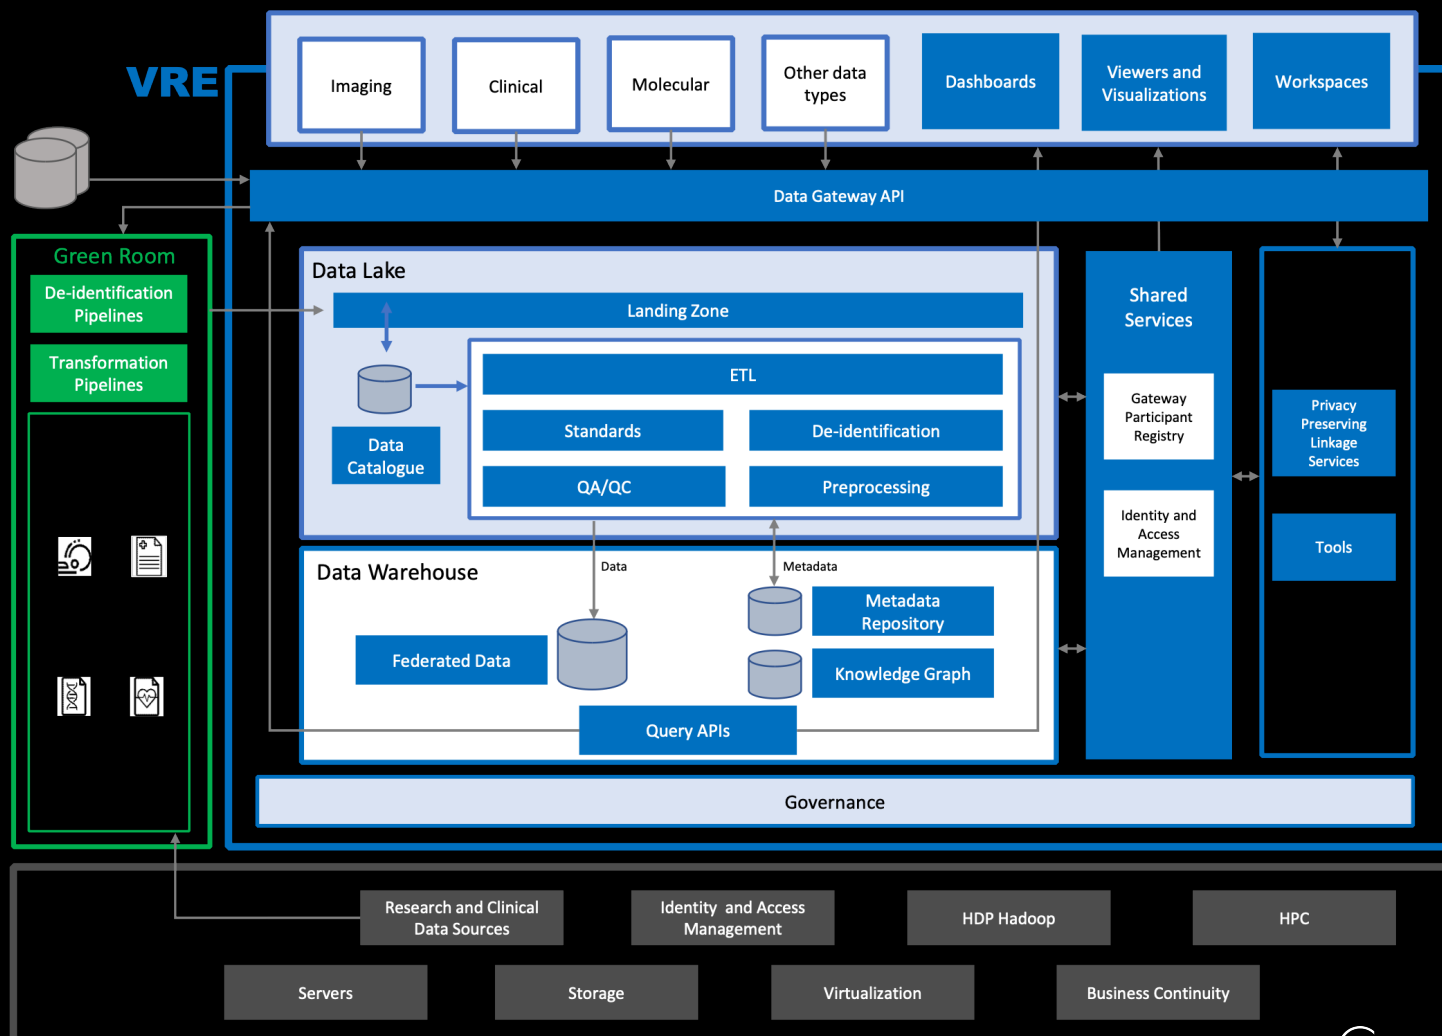 VRE
Imaging
Clinical
Molecular
Other data
types
Dashboards
Viewers and
Visualizations
Workspaces
Data Gateway API
Green Room
De-identification
Pipelines
Transformation
Pipelines
Data Lake
Landing Zone
Data
Catalogue
ETL
Standards
De-identification
QA/QC
Preprocessing
Data Warehouse
Data
Metadata
Federated Data
Metadata
Repository
Knowledge Graph
Query APIs
Shared
Services
Gateway
Participant
Registry
Identity and
Access
Management
Privacy
Preserving
Linkage
Services
Tools
Governance
Research and Clinical
Data Sources
Identity and Access
Management
HDP Hadoop
HPC
Servers
Storage
Virtualization
Business Continuity